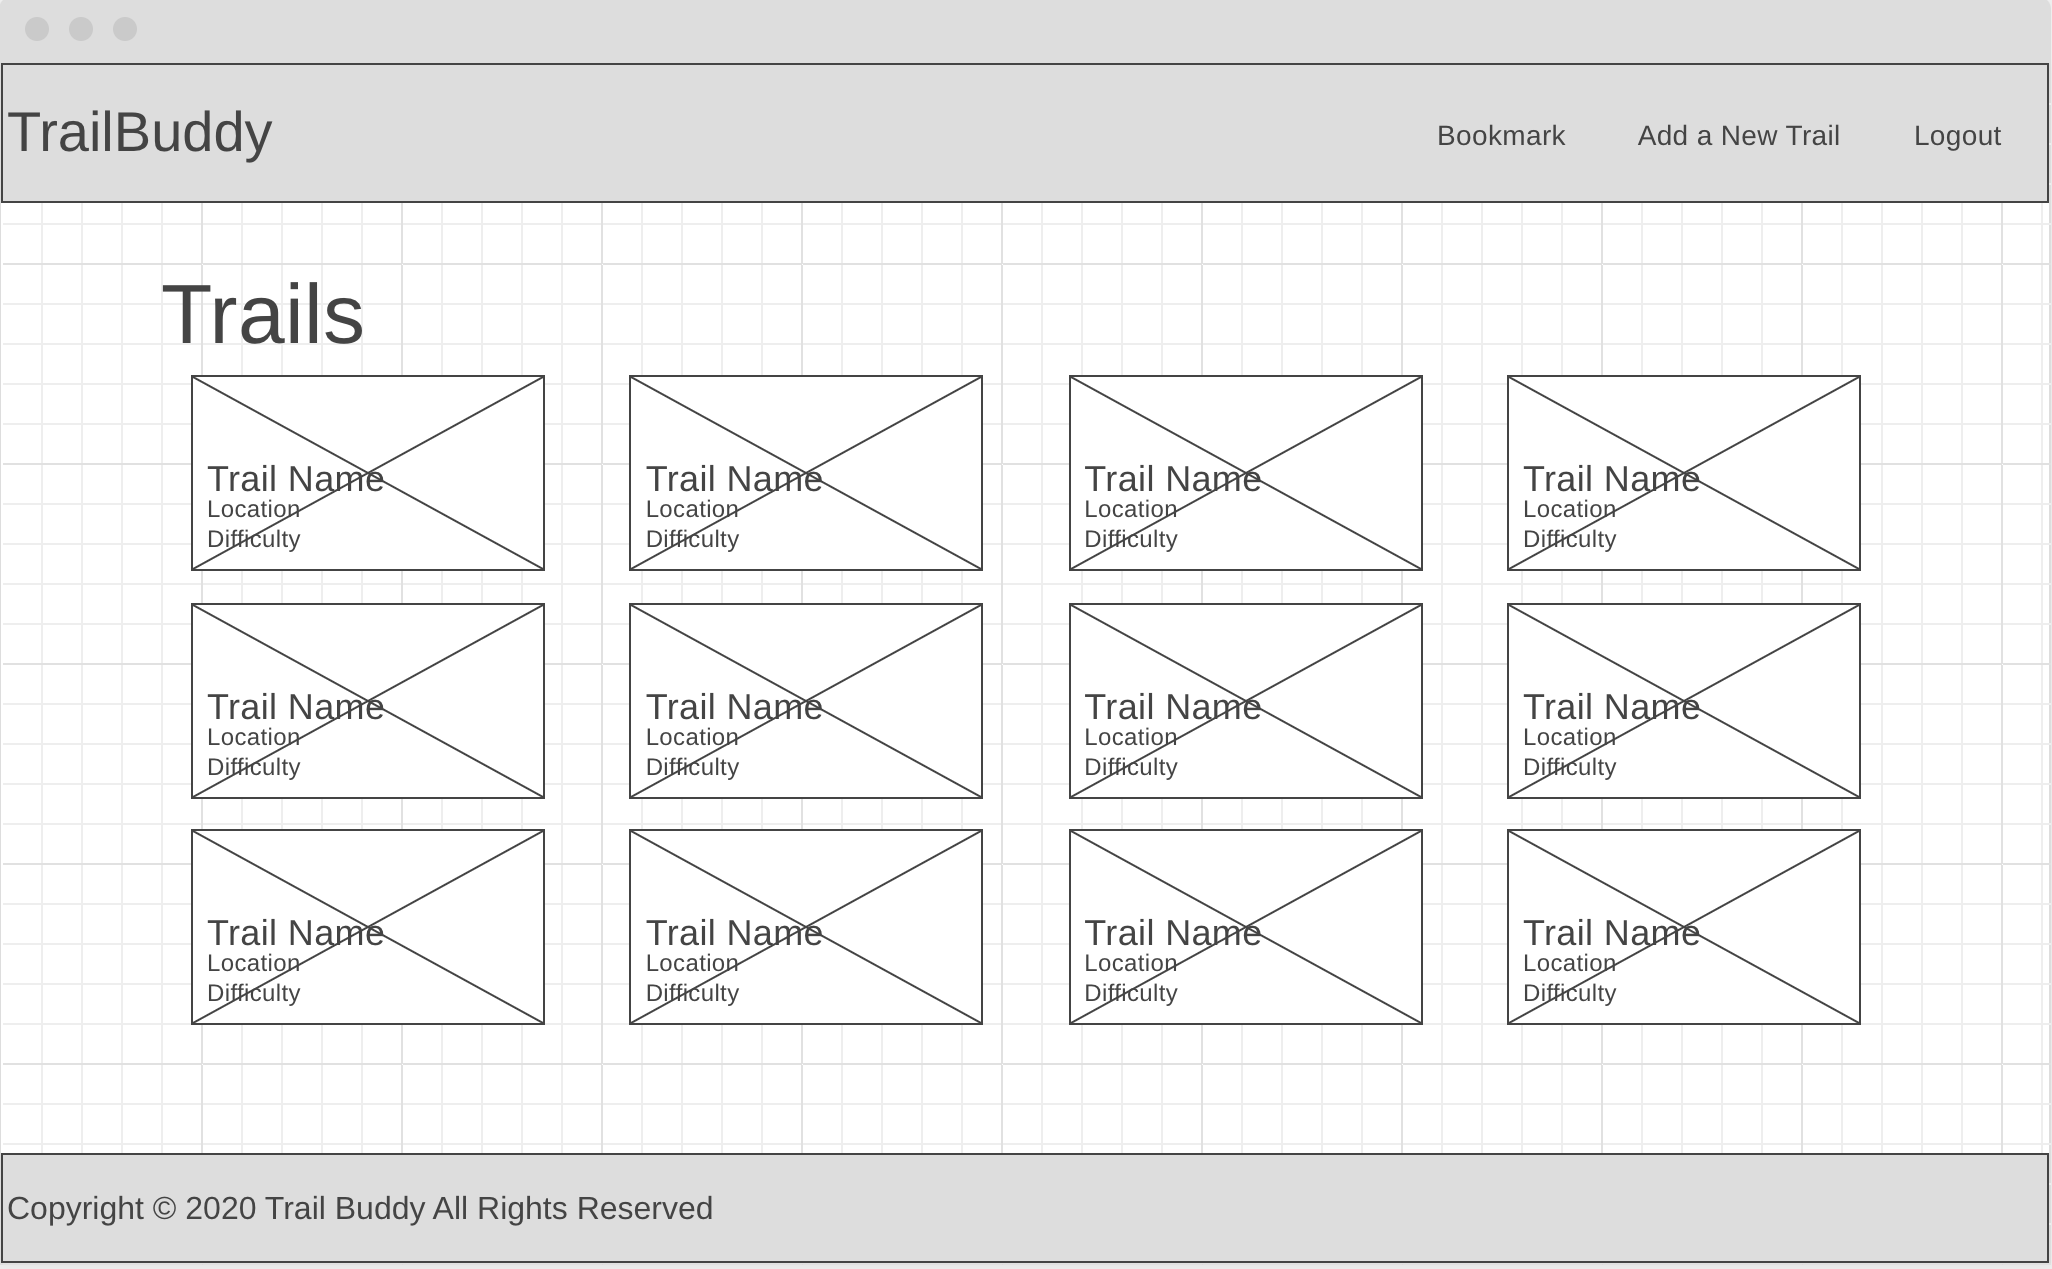 TrailBuddy
Bookmark Add a New Trail Logout
Trails
Trail Name
Location
Difficulty
Trail Name
Location
Difficulty
Trail Name
Location
Difficulty
Trail Name
Location
Difficulty
Trail Name
Location
Difficulty
Trail Name
Location
Difficulty
Trail Name
Location
Difficulty
Trail Name
Location
Difficulty
Trail Name
Location
Difficulty
Trail Name
Location
Difficulty
Trail Name
Location
Difficulty
Trail Name
Location
Difficulty
Copyright © 2020 Trail Buddy All Rights Reserved